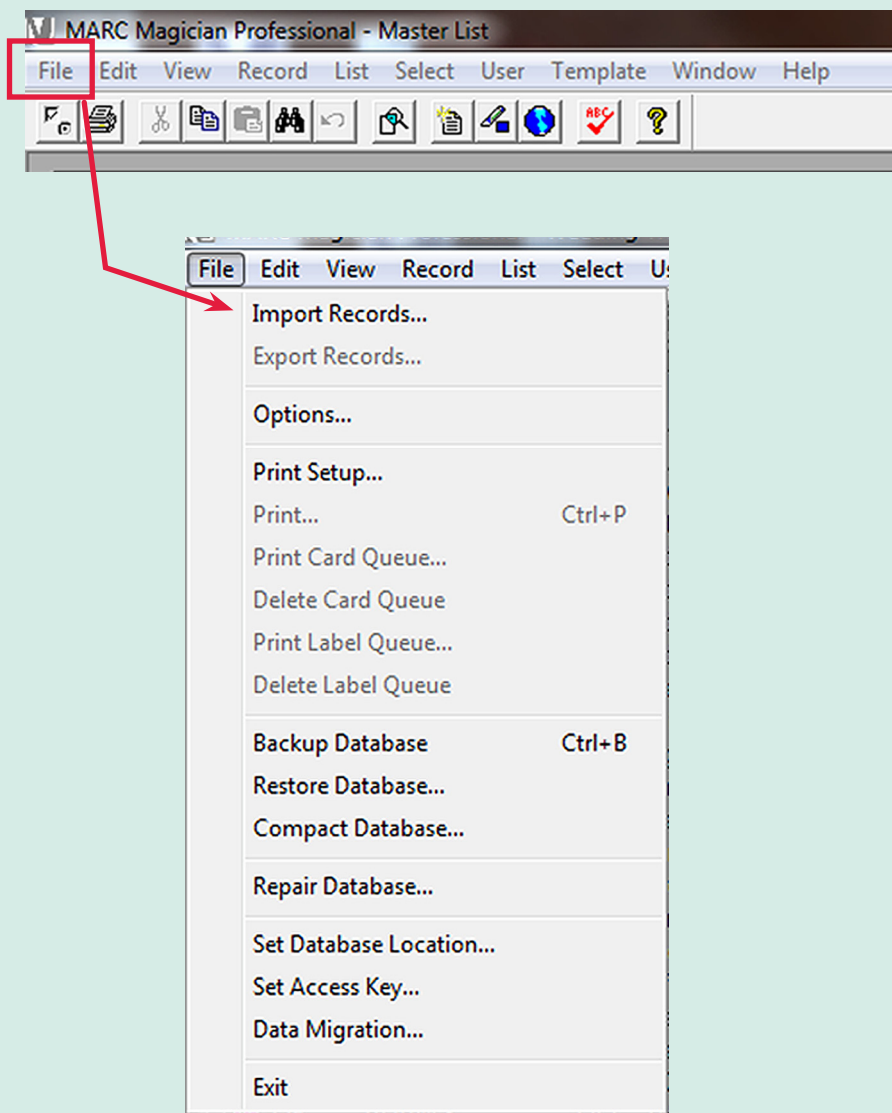 MARC Magician Professional - Master List
File Edit View Record List Select User Template Window Help
ABC
?
File Edit View Record List Select
Import Records...
Export Records...
Options...
Print Setup...
Print... Ctrl+P
Print Card Queue...
Delete Card Queue
Print Label Queue...
Delete Label Queue
Backup Database Ctrl+B
Restore Database...
Compact Database...
Repair Database...
Set Database Location...
Set Access Key...
Data Migration...
Exit